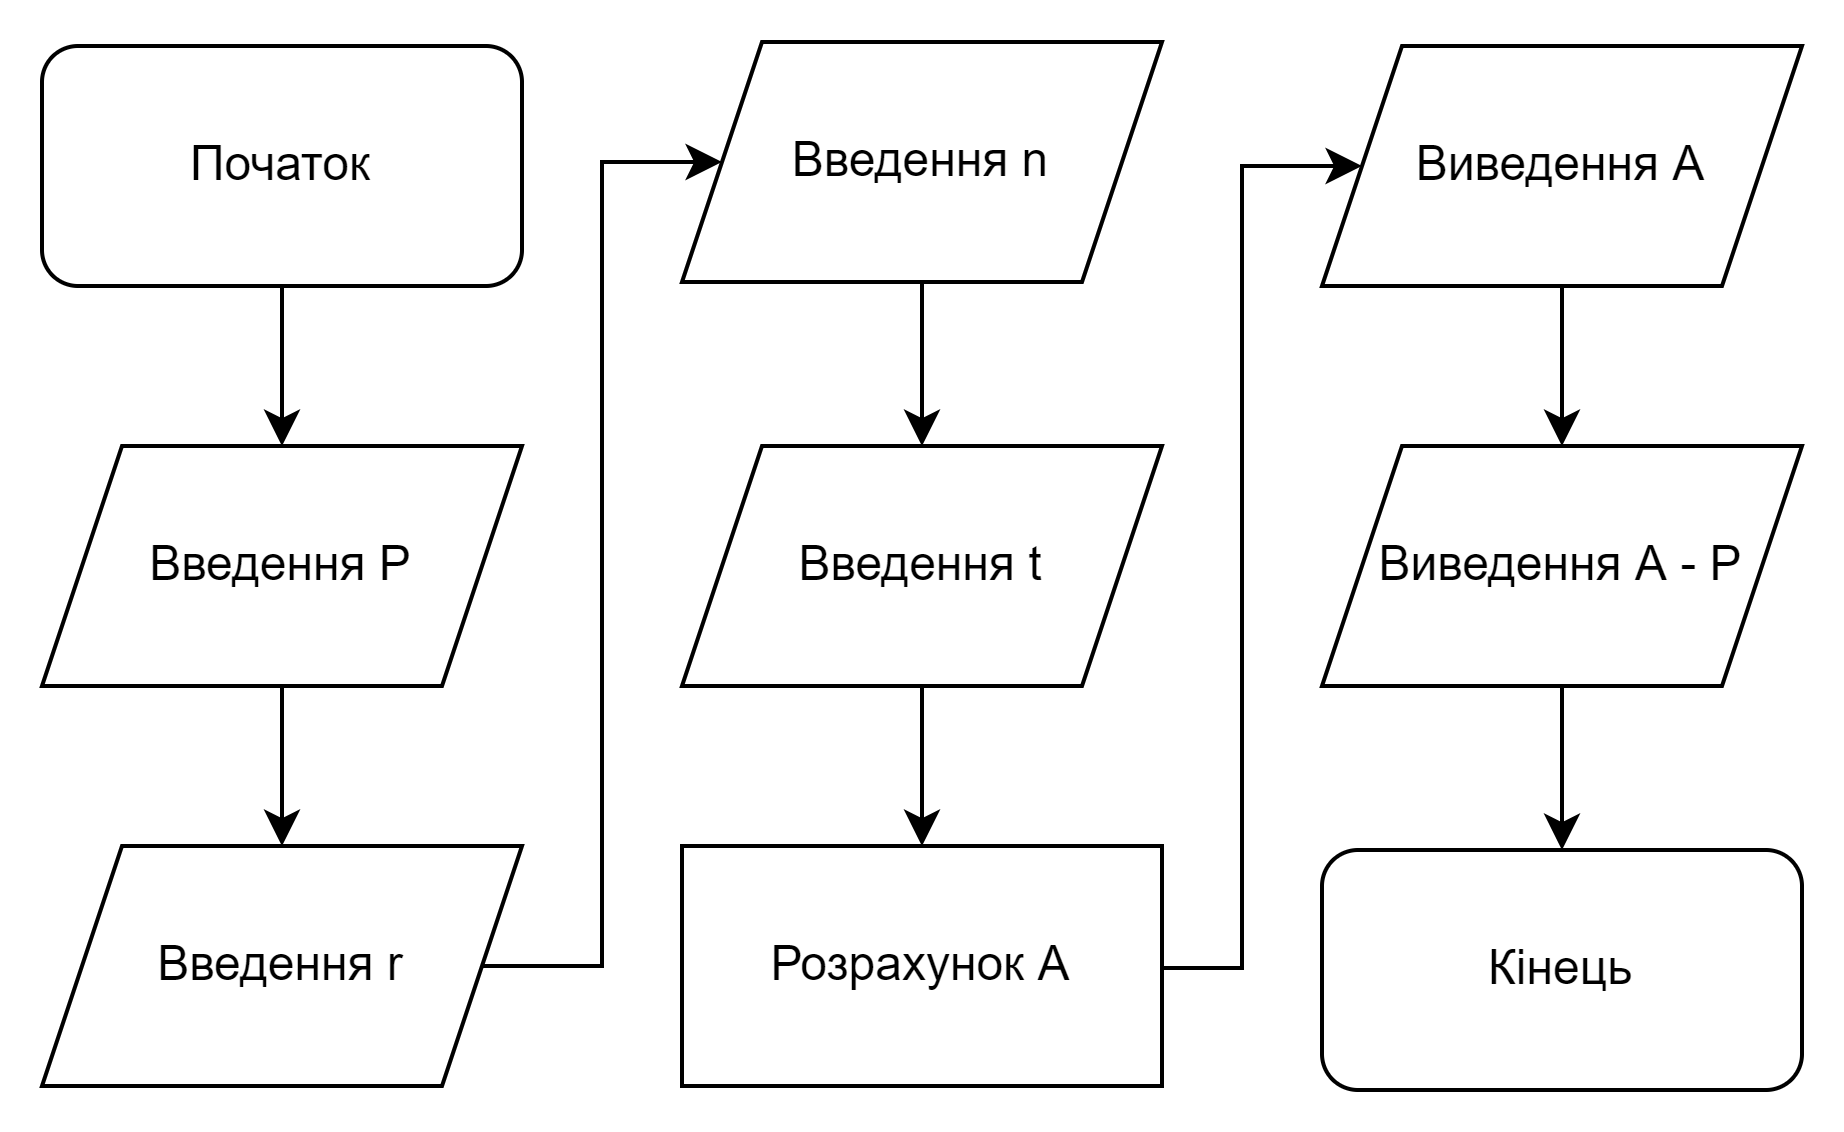 Початок
Введення P
Введення r
Введення n
Введення t
Розрахунок A
Виведення A
Виведення A - P
Кінець